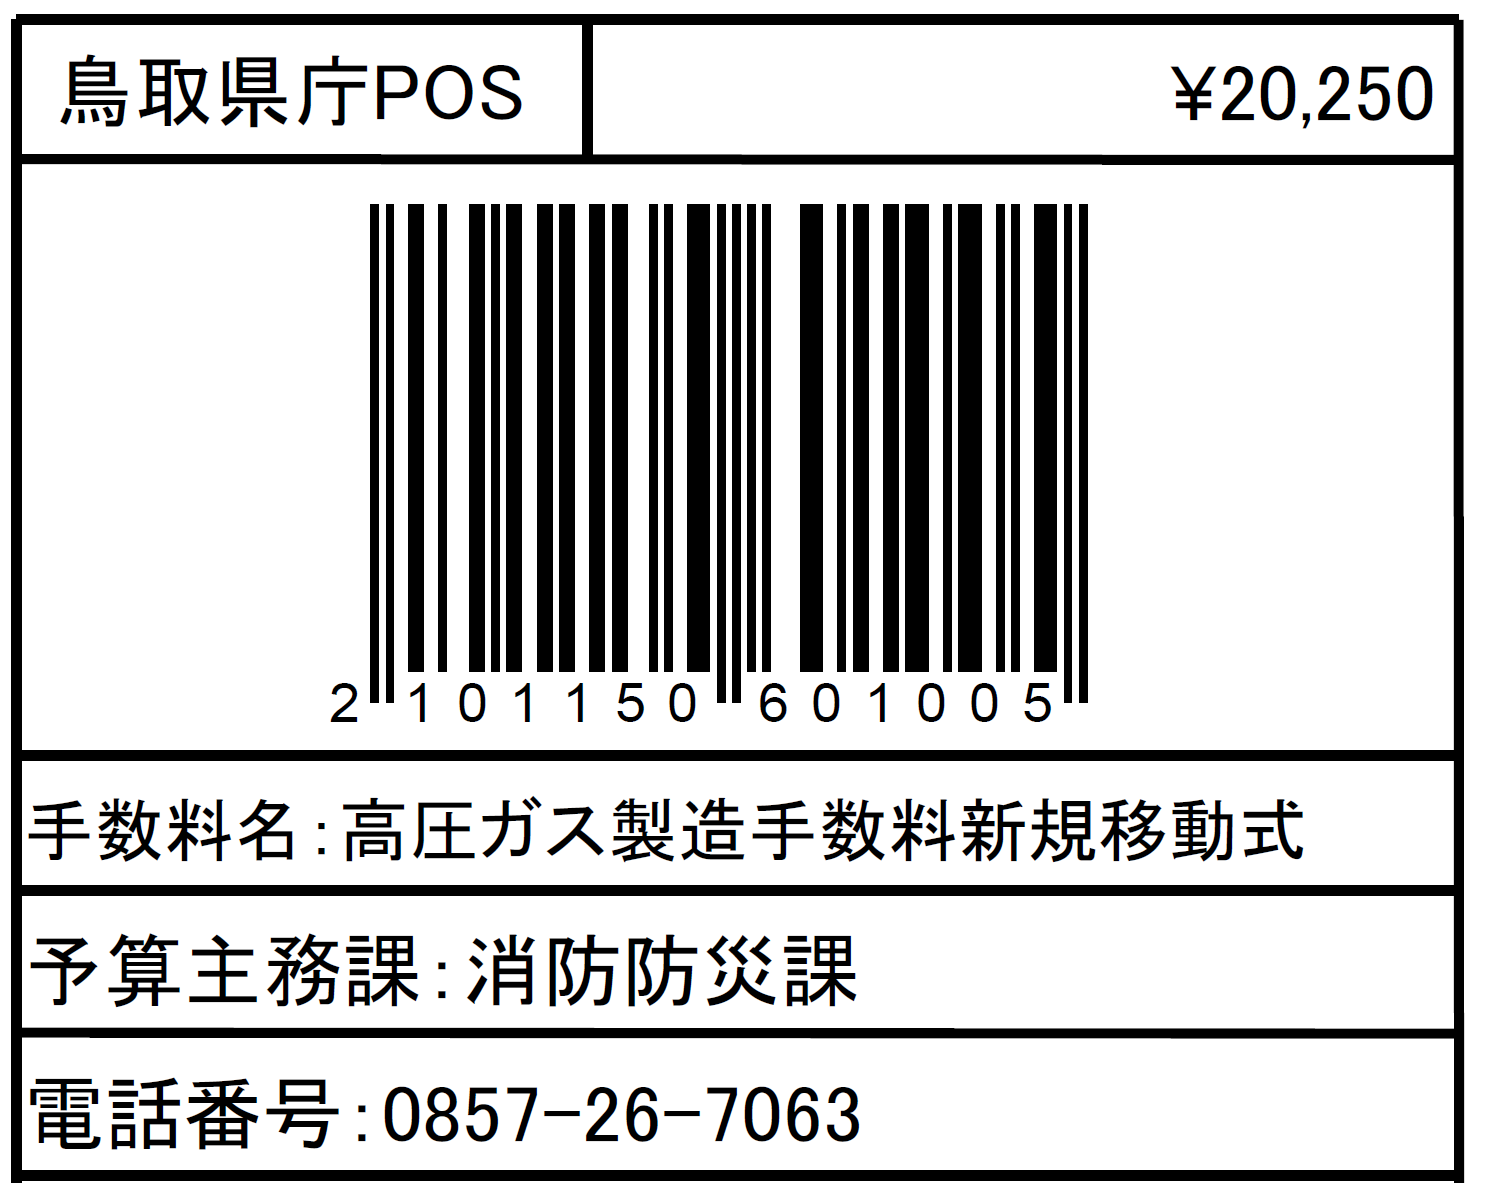 鳥取県庁POS ¥20,250
2 101150 601005
手数料名:高圧ガス製造手数料新規移動式
予算主務課:消防防災課
電話番号:0857-26-7063